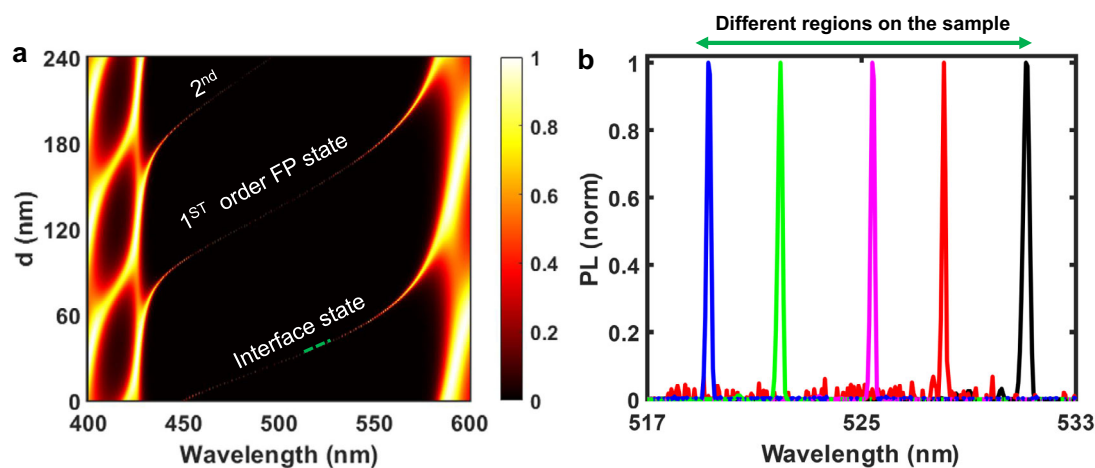 a
240
180
120
60
0
d (nm)
2nd
1ST order FP state
Interface state
400
450
500
550
600
Wavelength (nm)
1
0.8
0.6
0.4
0.2
0
Different regions on the sample
b
1
0.8
0.6
0.4
0.2
0
PL (norm)
517
525
533
Wavelength (nm)